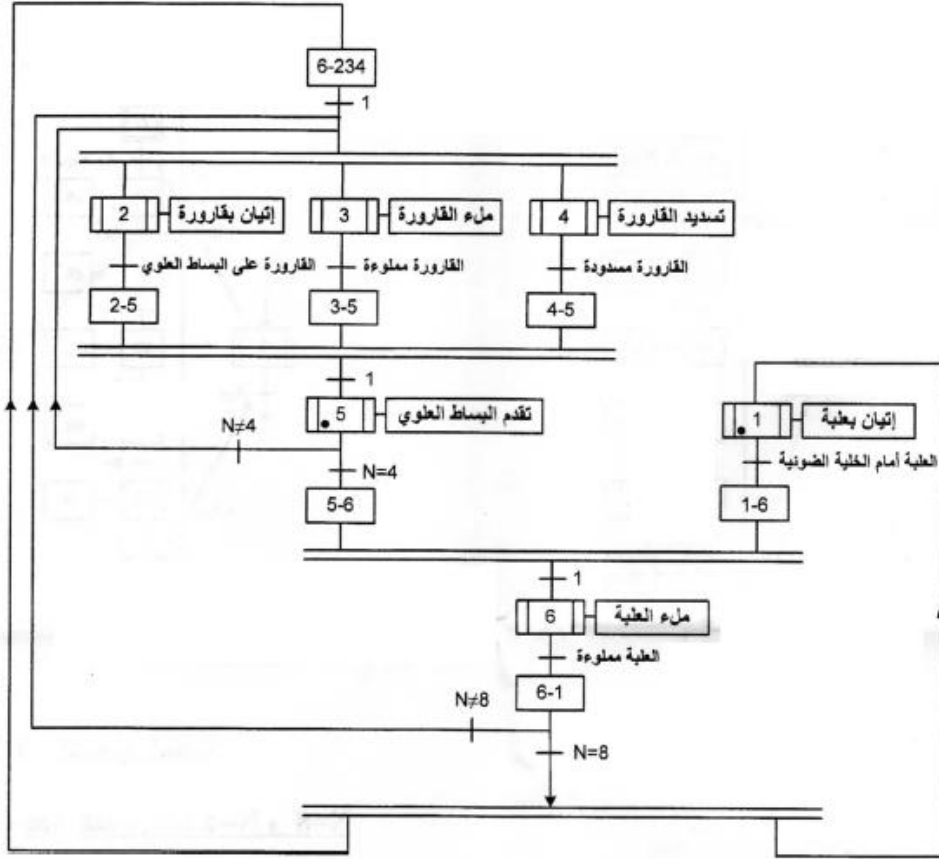 6-234
1
2
إتيان بقارورة
3
ملء القارورة
4
تسديد القارورة
القارورة على البساط العلوي
القارورة مملوءة
القارورة مسدودة
2-5
3-5
4-5
1
5
تقدم البساط العلوي
1
إتيان بعلبة
N≠4
N=4
العلبة أمام الخلية الضوئية
5-6
1-6
1
6
ملء العلبة
العلبة مملوءة
6-1
N≠8
N=8